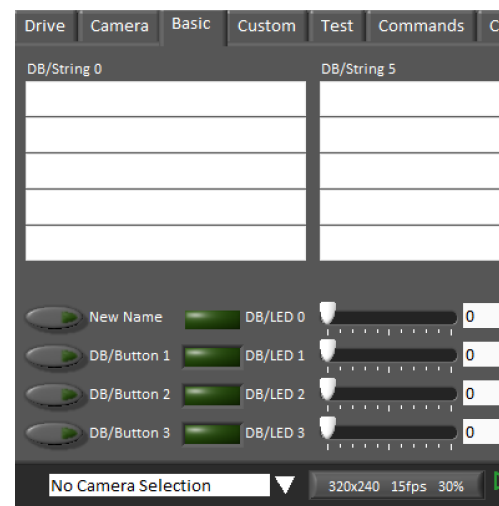 Drive Camera Basic Custom Test Commands C
DB/String 0 DB/String 5
New Name DB/LED 0 0
DB/Button 1 DB/LED 1 0
DB/Button 2 DB/LED 2 0
DB/Button 3 DB/LED 3 0
No Camera Selection 320x240 15fps 30%